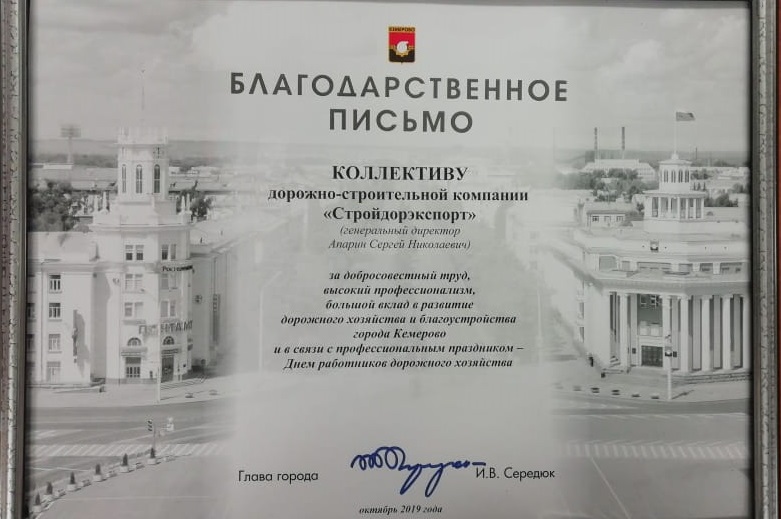 КЕМЕРОВО
БЛАГОДАРСТВЕННОЕ
ПИСЬМО
КОЛЛЕКТИВУ
дорожно-строительной компании
«Стройдорэкспорт»
(генеральный директор
Апарин Сергей Николаевич)
за добросовестный труд,
высокий профессионализм,
большой вклад в развитие
дорожного хозяйства и благоустройства
города Кемерово
и в связи с профессиональным праздником –
Днем работников дорожного хозяйства
Глава города
И.В. Середюк
октябрь 2019 года